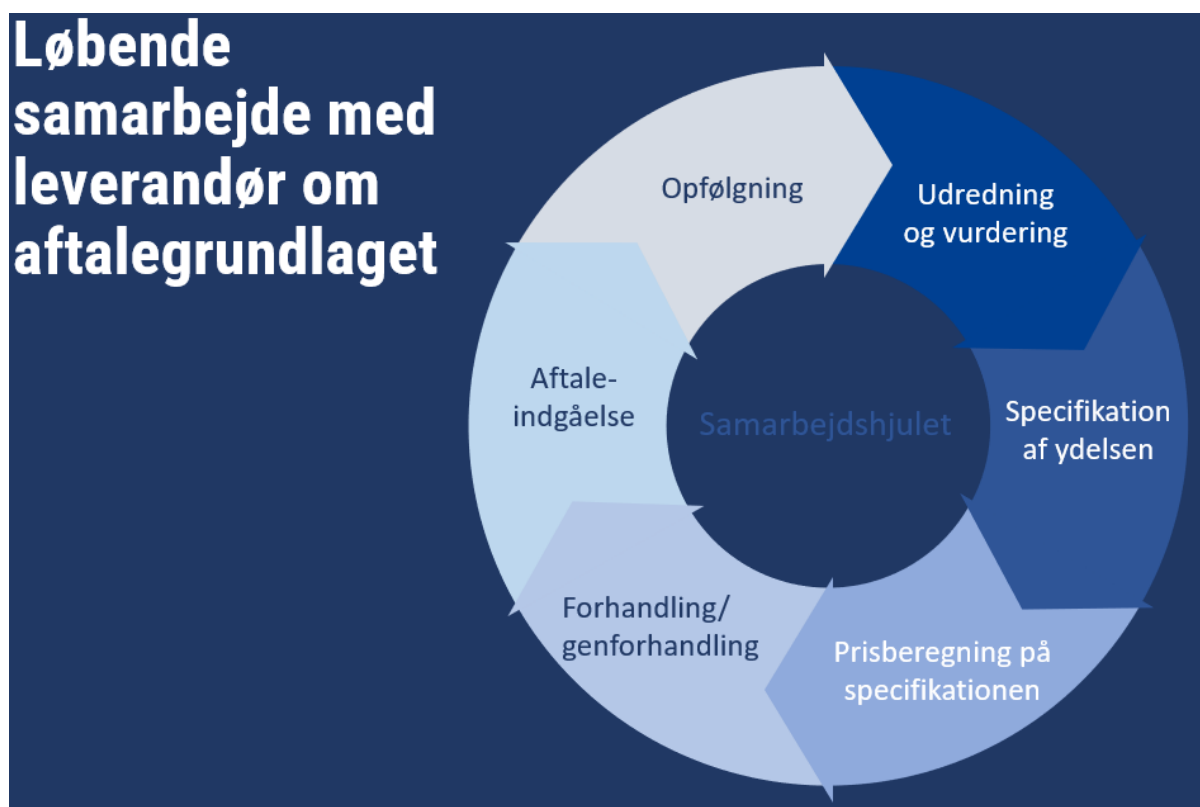 Løbende
samarbejde med
leverandør om
aftalegrundlaget
Opfølgning
Udredning
og vurdering
Specifikation
af ydelsen
Prisberegning på
specifikationen
Forhandling/
genforhandling
Aftale-
indgåelse
Samarbejdshjulet